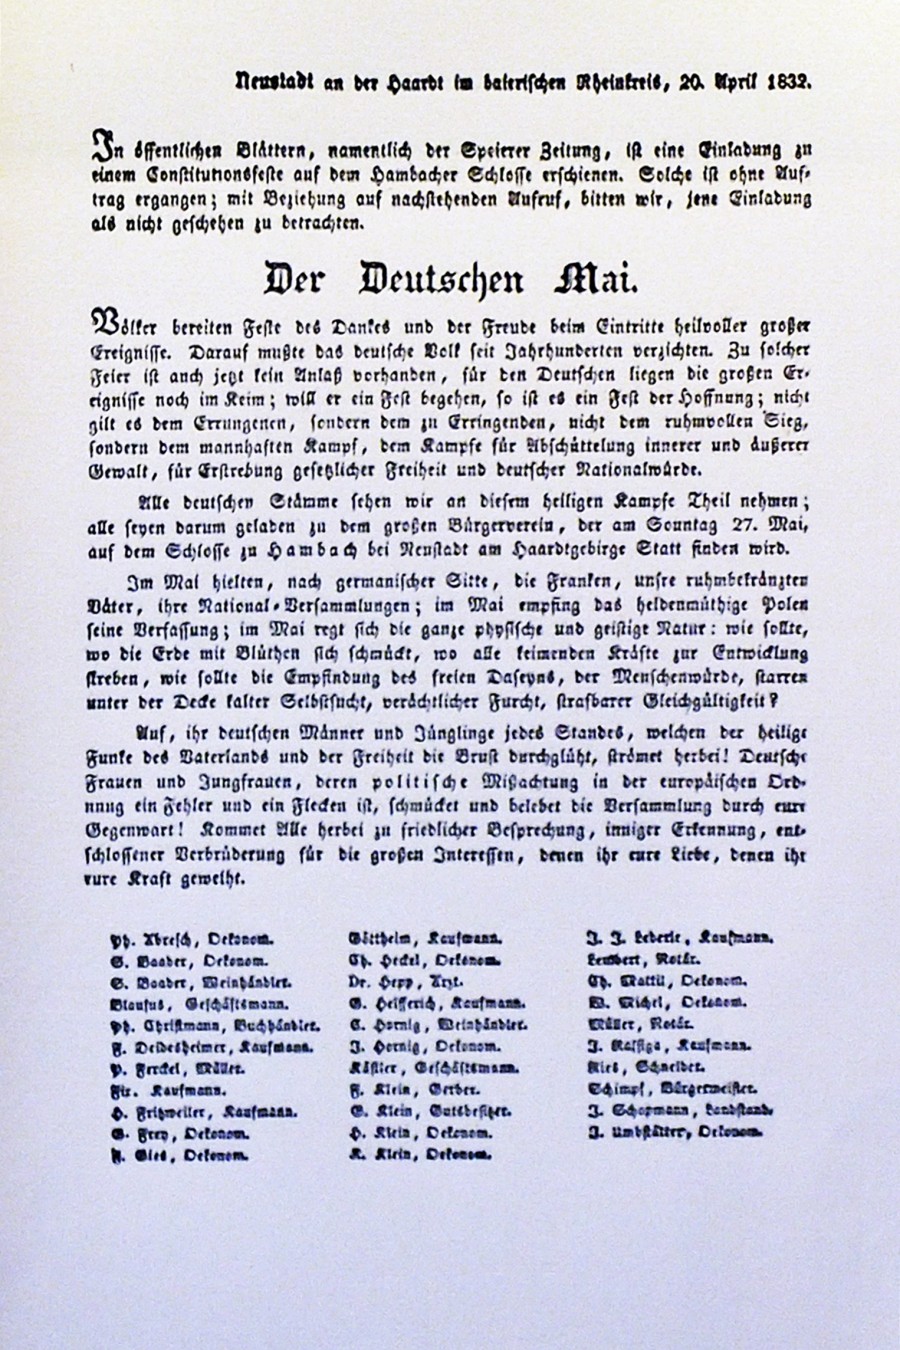 Neustadt an der Haardt im baierischen Rheinkreis, 20. April 1832.
In öffentlichen Blättern, namentlich der Speierer Zeitung, ist eine Einladung zu
einem Constitutionsfeste auf dem Hambacher Schlosse erschienen. Solche ist ohne Auf-
trag ergangen; mit Beziehung auf nachstehenden Aufruf, bitten wir, jene Einladung
als nicht geschehen zu betrachten.
Der Deutschen Mai.
Völker bereiten Feste des Dankes und der Freude beim Eintritte heilvoller großer
Ereignisse. Darauf mußte das deutsche Volk seit Jahrhunderten verzichten. Zu solcher
Feier ist auch jetzt kein Anlaß vorhanden, für den Deutschen liegen die großen Er-
eignisse noch im Keim; will er ein Fest begehen, so ist es ein Fest der Hoffnung; nicht
gilt es dem Errungenen, sondern dem zu Erringenden, nicht dem ruhmvollen Sieg,
sondern dem mannhaften Kampf, dem Kampfe für Abschüttelung innerer und äußerer
Gewalt, für Erstrebung gesetzlicher Freiheit und deutscher Nationalwürde.
Alle deutschen Stämme sehen wir an diesem heiligen Kampfe Theil nehmen;
alle seyen darum geladen zu dem großen Bürgerverein, der am Sonntag 27. Mai,
auf dem Schlosse zu Hambach bei Neustadt am Haardtgebirge Statt finden wird.
Im Mai hielten, nach germanischer Sitte, die Franken, unsre ruhmbekränzten
Väter, ihre National-Versammlungen; im Mai empfing das heldenmüthige Polen
seine Verfassung; im Mai regt sich die ganze physische und geistige Natur: wie sollte,
wo die Erde mit Blüthen sich schmückt, wo alle keimenden Kräfte zur Entwicklung
streben, wie sollte die Empfindung des freien Daseyns, der Menschenwürde, starren
unter der Decke kalter Selbstsucht, verächtlicher Furcht, strafbarer Gleichgültigkeit?
Auf, ihr deutschen Männer und Jünglinge jedes Standes, welchen der heilige
Funke des Vaterlands und der Freiheit die Brust durchglüht, strömet herbei! Deutsche
Frauen und Jungfrauen, deren politische Mißachtung in der europäischen Ord-
nung ein Fehler und ein Flecken ist, schmücket und belebet die Versammlung durch eure
Gegenwart! Kommet Alle herbei zu friedlicher Besprechung, inniger Erkennung, ent-
schlossener Verbrüderung für die großen Interessen, denen ihr eure Liebe, denen ihr
eure Kraft geweiht.
Ph. Abresch, Oekonom.
G. Baader, Oekonom.
S. Baader, Weinhändler.
Blaufus, Geschäftsmann.
Ph. Christmann, Buchhändler.
F. Deidesheimer, Kaufmann.
P. Ferckel, Müller.
Fix. Kaufmann.
H. Fritzweiler, Kaufmann.
G. Frey, Oekonom.
F. Gies, Oekonom.
Göttheim, Kaufmann.
Ch. Heckel, Oekonom.
Dr. Hepp, Arzt.
G. Helfferich, Kaufmann.
C. Hornig, Weinhändler.
J. Hornig, Oekonom.
Köstler, Geschäftsmann.
F. Klein, Gerber.
G. Klein, Gutsbesitzer.
H. Klein, Oekonom.
K. Klein, Oekonom.
J. J. Lederle, Kaufmann.
Lembert, Notär.
Ch. Mattil, Oekonom.
W. Michel, Oekonom.
Müller, Notär.
J. Kaufmann.
Ries, Schneider.
Schimpf, Bürgermeister.
J. Schopmann, Landstand.
J. Umbstätter, Oekonom.